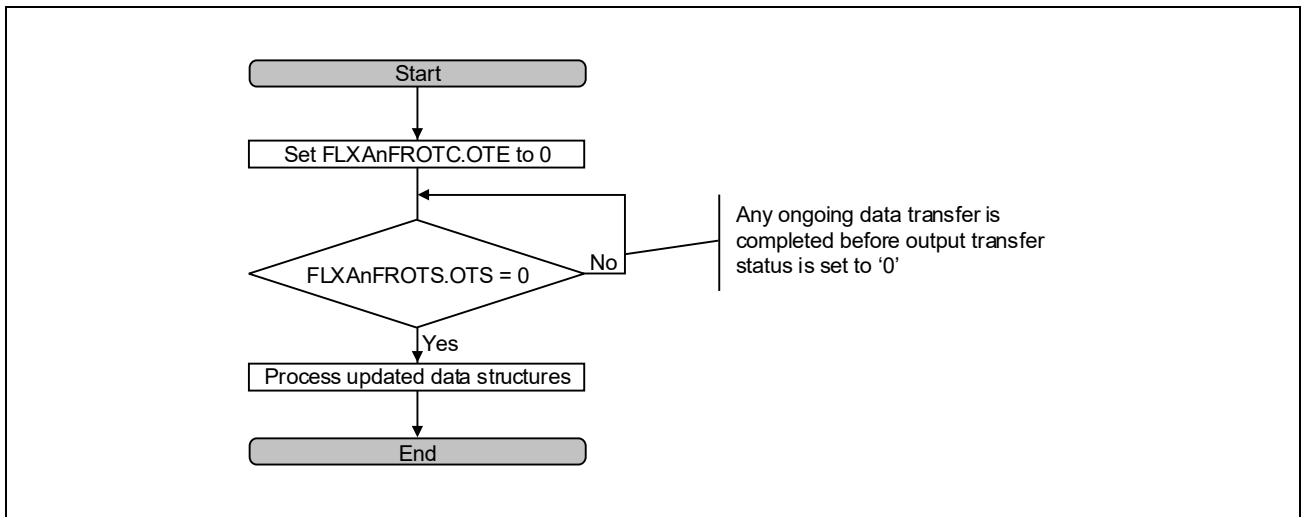 Start
Set FLXAnFROTC.OTE to 0
FLXAnFROTS.OTS = 0
No
Any ongoing data transfer is
completed before output transfer
status is set to ‘0’
Yes
Process updated data structures
End